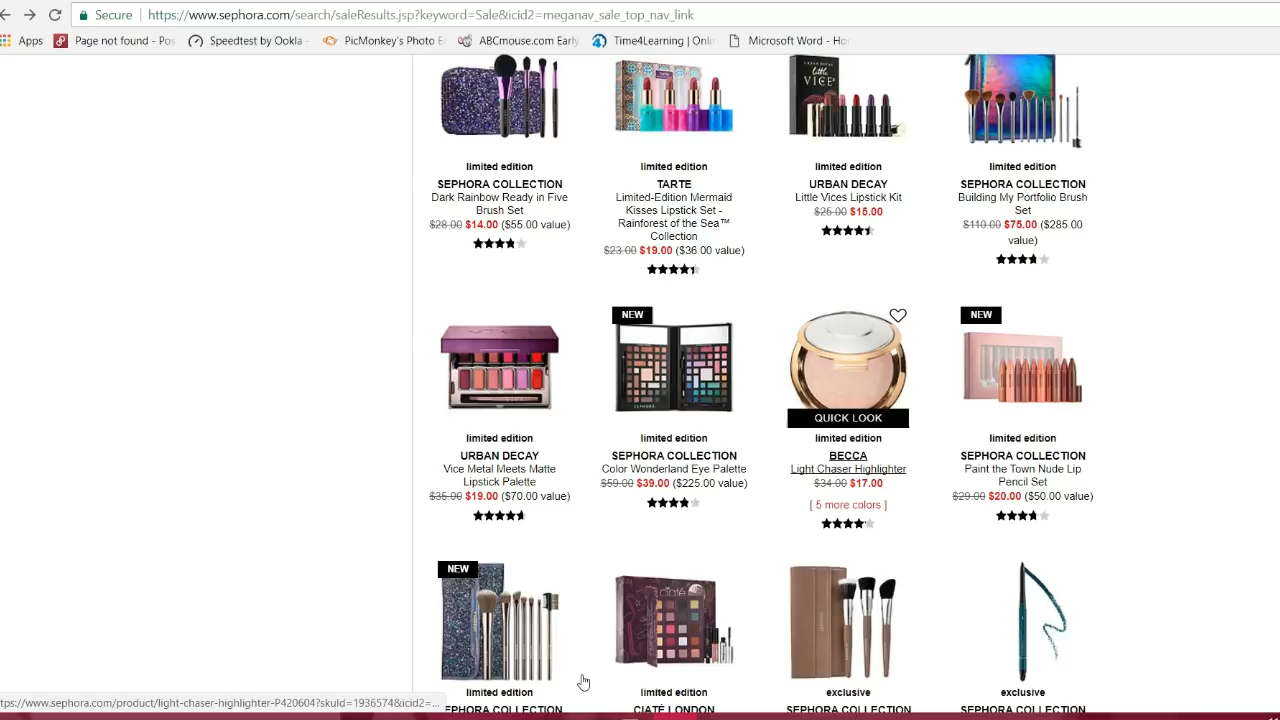 Secure
https://www.sephora.com/search/saleResults.jsp?keyword=Sale&icid2=meganav_sale_top_nav_link
Apps
Page not found - Pos
Speedtest by Ookla -
PicMonkey's Photo E
ABCmouse.com Early
Time4Learning | Onli
Microsoft Word - Ho
URBAN DECAY
little
VICE
limited edition
SEPHORA COLLECTION
Dark Rainbow Ready in Five
Brush Set
$28.00 $14.00 ($55.00 value)
limited edition
TARTE
Limited-Edition Mermaid
Kisses Lipstick Set -
Rainforest of the Sea™
Collection
$23.00 $19.00 ($36.00 value)
limited edition
URBAN DECAY
Little Vices Lipstick Kit
$25.00 $15.00
limited edition
SEPHORA COLLECTION
Building My Portfolio Brush
Set
$110.00 $75.00 ($285.00
value)
limited edition
URBAN DECAY
Vice Metal Meets Matte
Lipstick Palette
$35.00 $19.00 ($70.00 value)
NEW
limited edition
SEPHORA COLLECTION
Color Wonderland Eye Palette
$59.00 $39.00 ($225.00 value)
QUICK LOOK
limited edition
BECCA
Light Chaser Highlighter
$34.00 $17.00
[ 5 more colors ]
NEW
limited edition
SEPHORA COLLECTION
Paint the Town Nude Lip
Pencil Set
$29.00 $20.00 ($50.00 value)
NEW
limited edition
SEPHORA COLLECTION
ciaté
limited edition
CIATÉ LONDON
exclusive
SEPHORA COLLECTION
exclusive
SEPHORA COLLECTION
ttps://www.sephora.com/product/light-chaser-highlighter-P420604?skuId=1936574&icid2=...